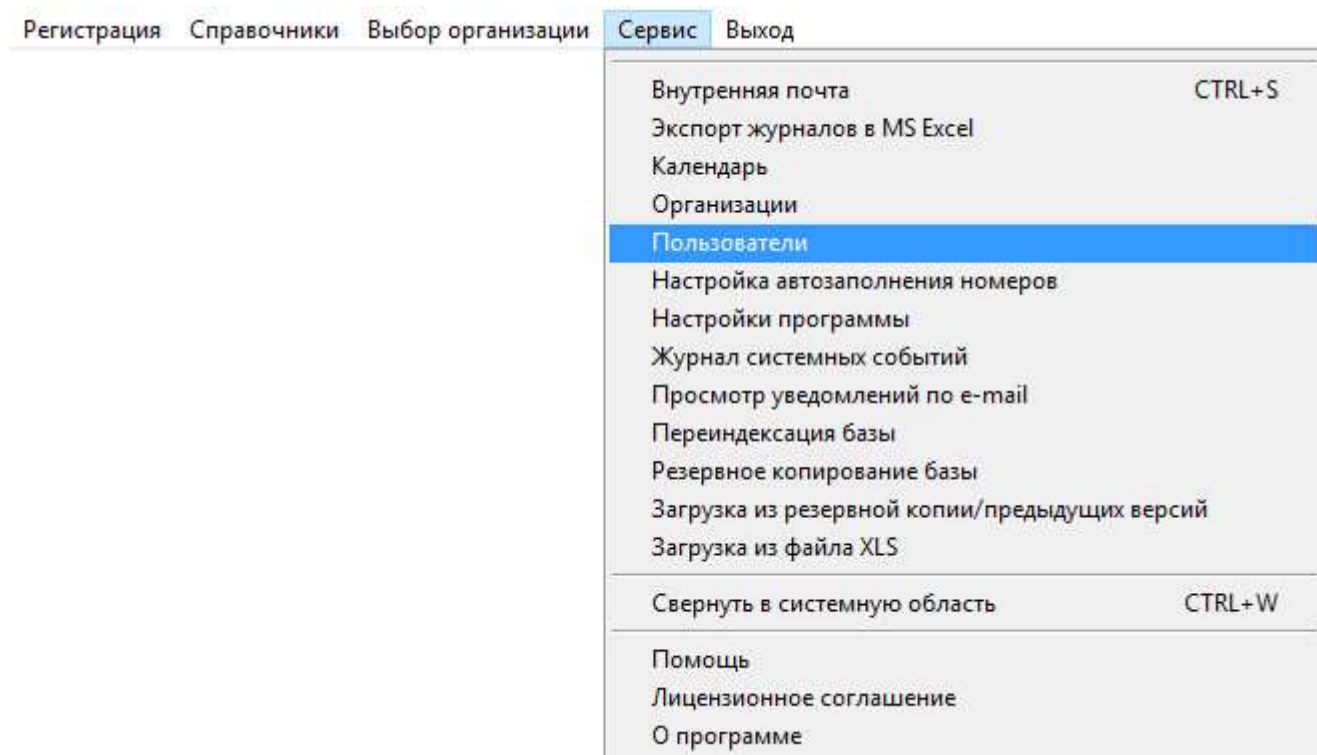 Регистрация Справочники Выбор организации Сервис Выход
Внутренняя почта CTRL+S
Экспорт журналов в MS Excel
Календарь
Организации
Пользователи
Настройка автозаполнения номеров
Настройки программы
Журнал системных событий
Просмотр уведомлений по e-mail
Переиндексация базы
Резервное копирование базы
Загрузка из резервной копии/предыдущих версий
Загрузка из файла XLS
Свернуть в системную область CTRL+W
Помощь
Лицензионное соглашение
О программе